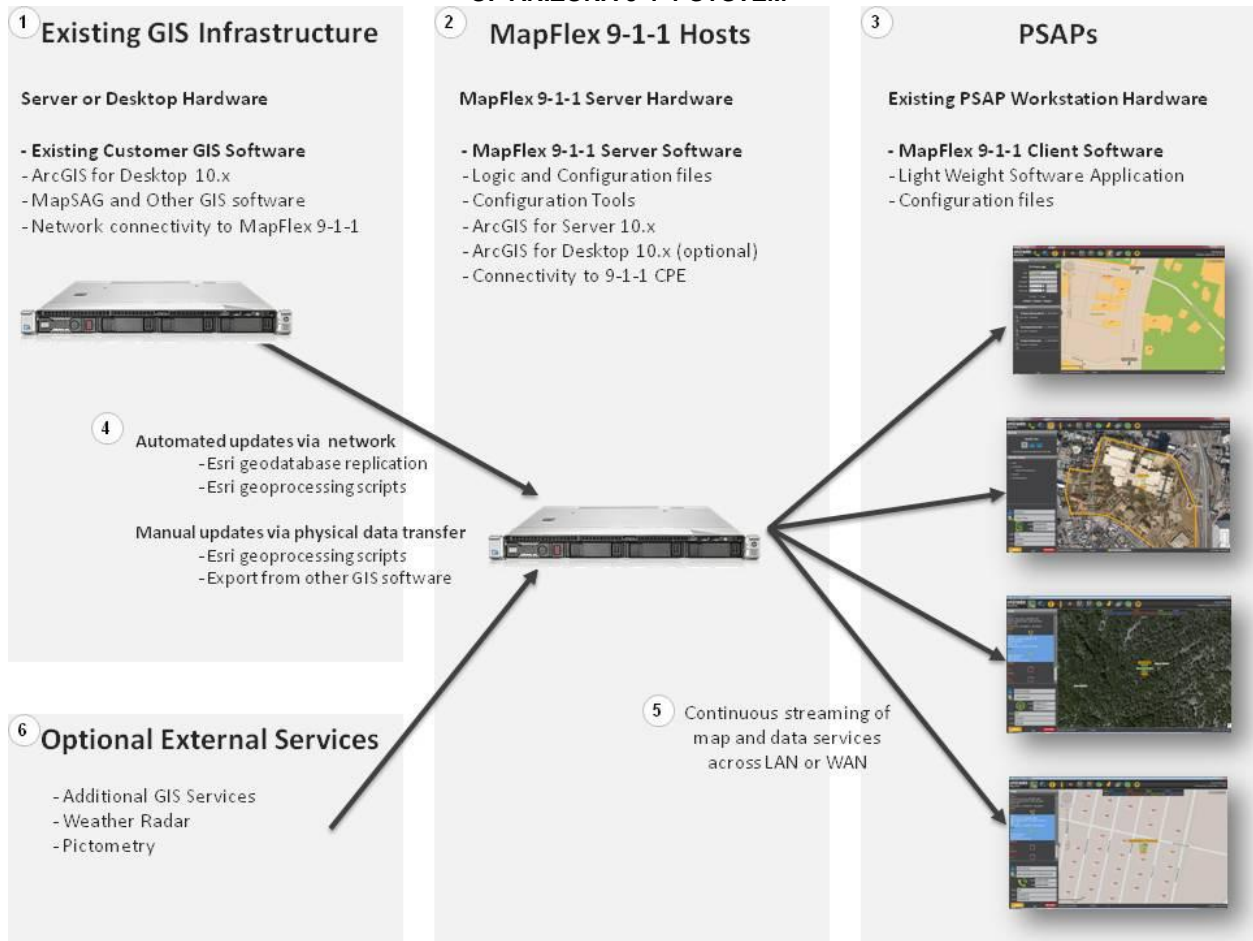 OF ARIZONA 9-1-1 SYSTEM
1 Existing GIS Infrastructure
Server or Desktop Hardware
- Existing Customer GIS Software
- ArcGIS for Desktop 10.x
- MapSAG and Other GIS software
- Network connectivity to MapFlex 9-1-1
2 MapFlex 9-1-1 Hosts
MapFlex 9-1-1 Server Hardware
- MapFlex 9-1-1 Server Software
- Logic and Configuration files
- Configuration Tools
- ArcGIS for Server 10.x
- ArcGIS for Desktop 10.x (optional)
- Connectivity to 9-1-1 CPE
3 PSAPs
Existing PSAP Workstation Hardware
- MapFlex 9-1-1 Client Software
- Light Weight Software Application
- Configuration files
4 Automated updates via network
-Esri geodatabase replication
-Esri geoprocessing scripts
Manual updates via physical data transfer
-Esri geoprocessing scripts
-Export from other GIS software
5 Continuous streaming of
map and data services
across LAN or WAN
6 Optional External Services
- Additional GIS Services
- Weather Radar
- Pictometry